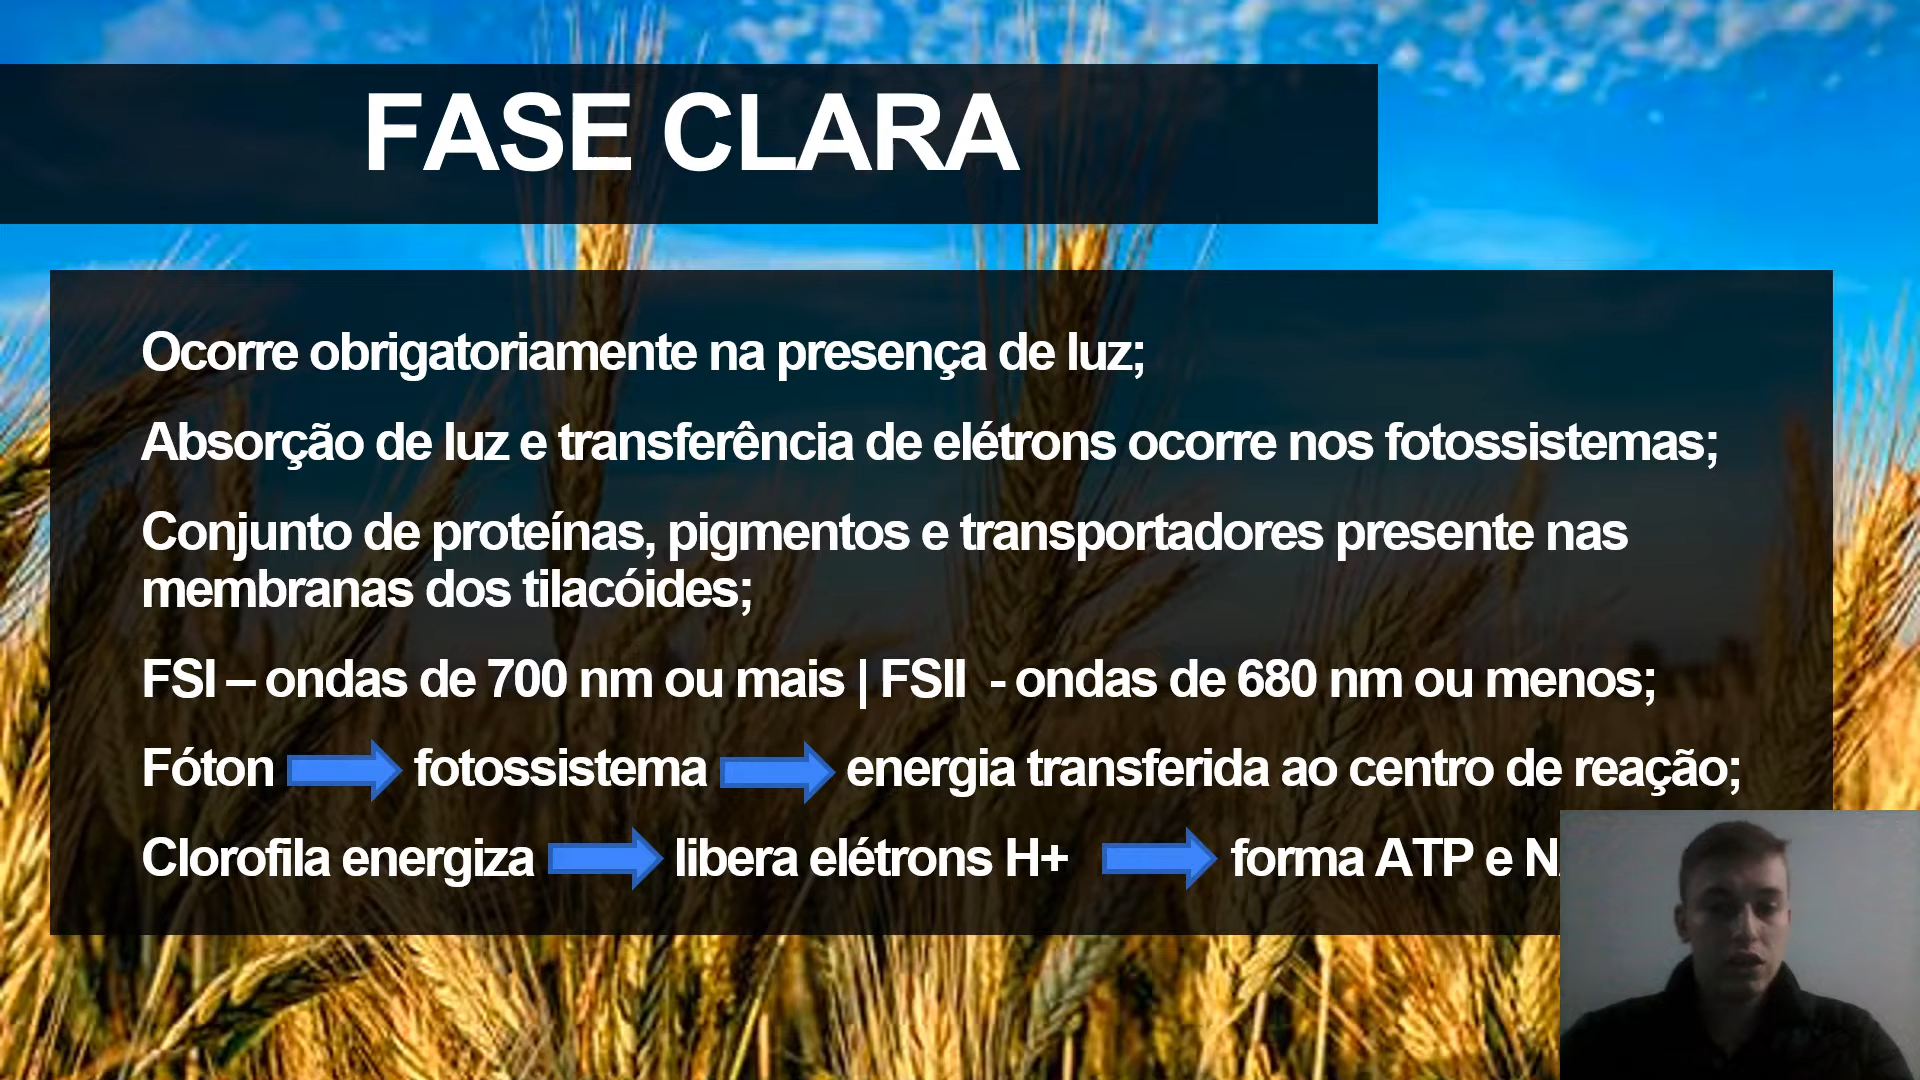 FASE CLARA
Ocorre obrigatoriamente na presença de luz;
Absorção de luz e transferência de elétrons ocorre nos fotossistemas;
Conjunto de proteínas, pigmentos e transportadores presente nas
membranas dos tilacóides;
FSI – ondas de 700 nm ou mais | FSII - ondas de 680 nm ou menos;
Fóton fotossistema energia transferida ao centro de reação;
Clorofila energiza libera elétrons H+ forma ATP e